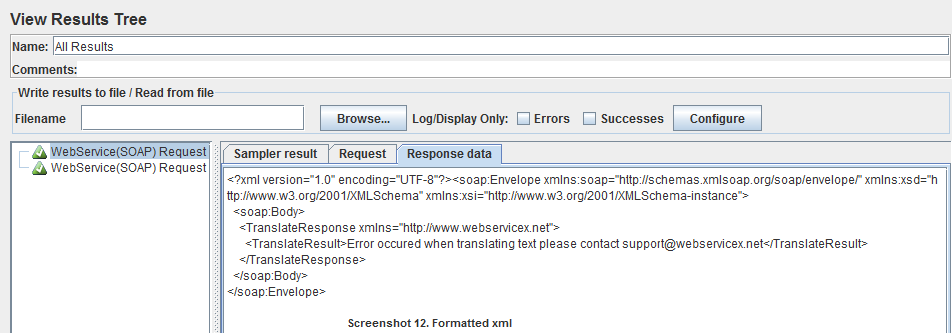 View Results Tree
Name: All Results
Comments:
Write results to file / Read from file
Filename Browse... Log/Display Only: Errors Successes Configure
WebService(SOAP) Request
WebService(SOAP) Request
Sampler result Request Response data
<?xml version="1.0" encoding="UTF-8"?><soap:Envelope xmlns:soap="http://schemas.xmlsoap.org/soap/envelope/" xmlns:xsd="h
ttp://www.w3.org/2001/XMLSchema" xmlns:xsi="http://www.w3.org/2001/XMLSchema-instance">
<soap:Body>
<TranslateResponse xmlns="http://www.webservicex.net">
<TranslateResult>Error occured when translating text please contact support@webservicex.net</TranslateResult>
</TranslateResponse>
</soap:Body>
</soap:Envelope>
Screenshot 12. Formatted xml